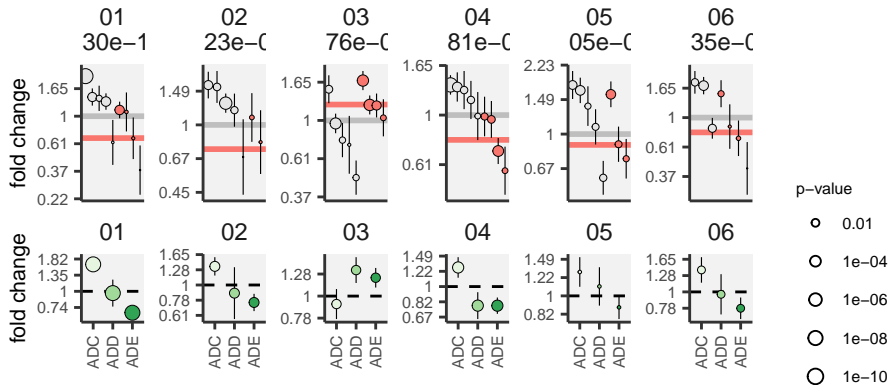 01 02 03 04 05 06
30e−1 23e−0 76e−0 81e−0 05e−0 35e−0
fold change
1.65 1 0.61 0.37 0.22
1.49 1 0.67 0.45
1.65 1 0.61 0.37
1.65 1 0.61
2.23 1.49 1 0.67
1.65 1 0.61 0.37
p−value
0.01
1e−04
1e−06
1e−08
1e−10
01 02 03 04 05 06
fold change
1.82 1.35 1 0.74
1.65 1.28 1 0.78 0.61
1.28 1 0.78
1.49 1.22 1 0.82 0.67
1.49 1.22 1 0.82
1.65 1.28 1 0.78
ADC ADD ADE ADC ADD ADE ADC ADD ADE ADC ADD ADE ADC ADD ADE ADC ADD ADE